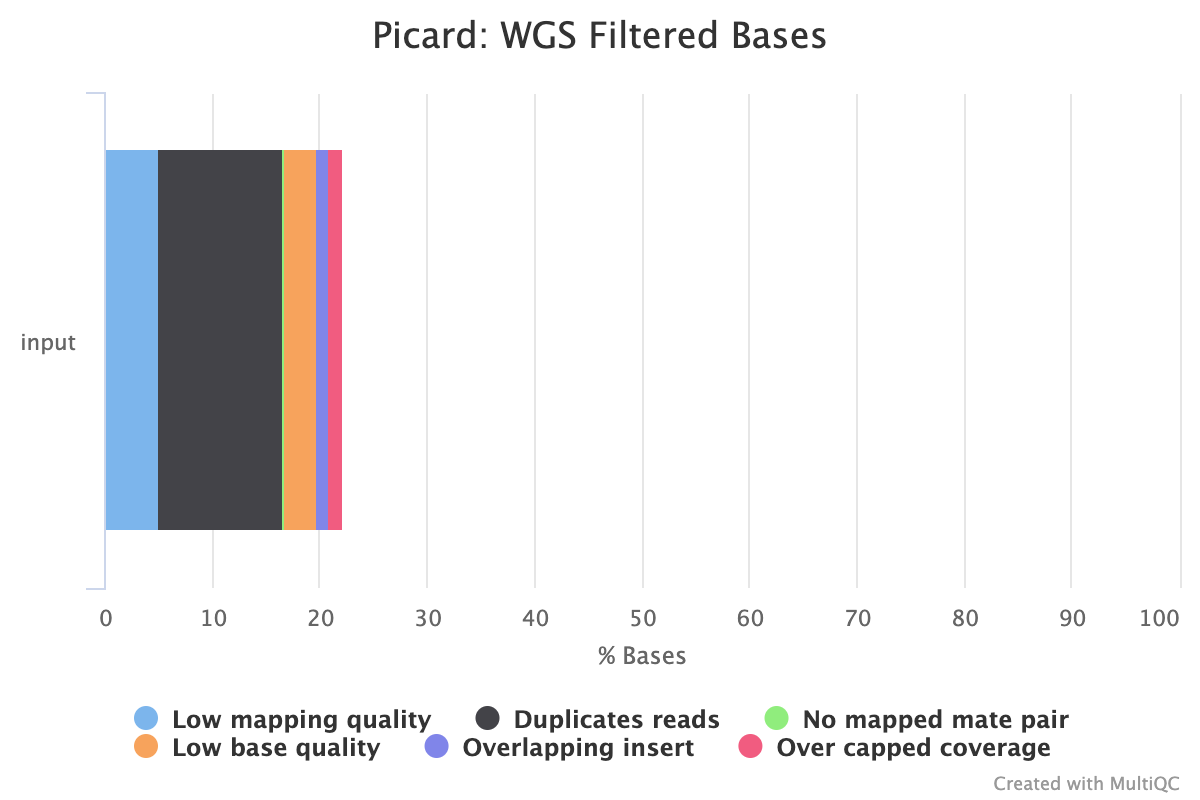 Picard: WGS Filtered Bases
input
0 10 20 30 40 50 60 70 80 90 100
% Bases
Low mapping quality Duplicates reads No mapped mate pair
Low base quality Overlapping insert Over capped coverage
Created with MultiQC